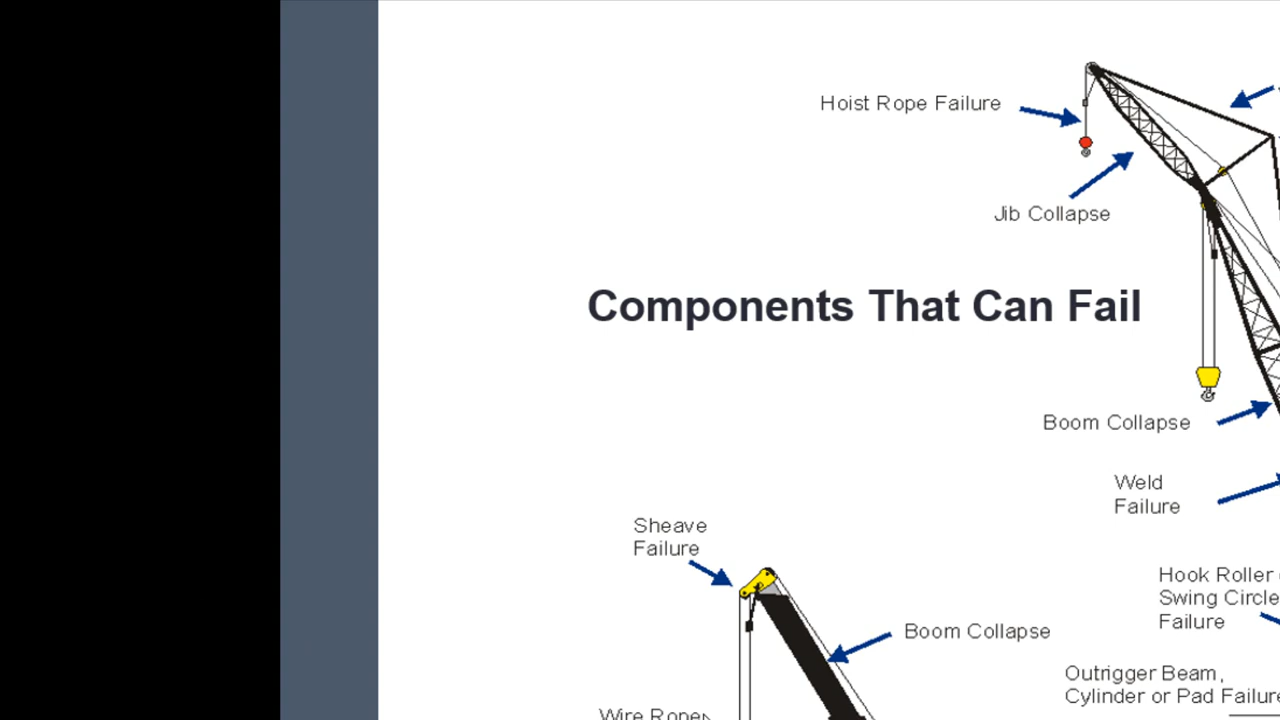 Hoist Rope Failure
Jib Collapse
Components That Can Fail
Boom Collapse
Weld
Failure
Sheave
Failure
Hook Roller
Swing Circle
Failure
Boom Collapse
Outrigger Beam,
Cylinder or Pad Failure
Wire Rope